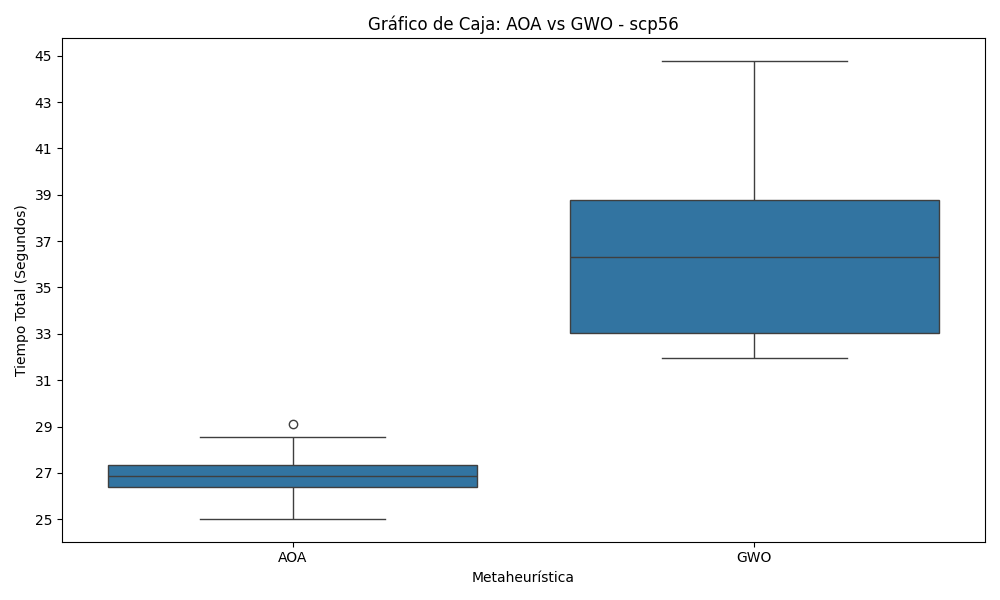 Gráfico de Caja: AOA vs GWO - scp56
Tiempo Total (Segundos)
45
43
41
39
37
35
33
31
29
27
25
AOA
GWO
Metaheurística